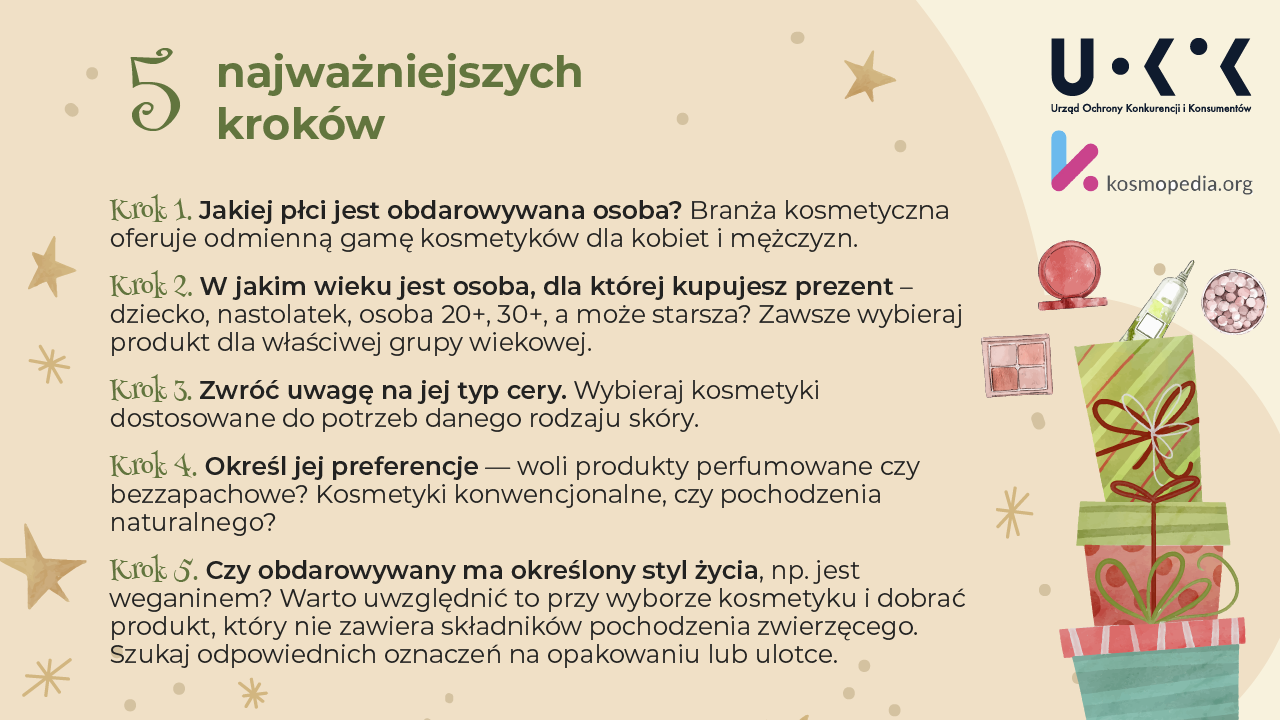 5 najważniejszych
kroków
U·K·K
Urząd Ochrony Konkurencji i Konsumentów
kosmopedia.org
Krok 1. Jakiej płci jest obdarowywana osoba? Branża kosmetyczna
oferuje odmienną gamę kosmetyków dla kobiet i mężczyzn.
Krok 2. W jakim wieku jest osoba, dla której kupujesz prezent –
dziecko, nastolatek, osoba 20+, 30+, a może starsza? Zawsze wybieraj
produkt dla właściwej grupy wiekowej.
Krok 3. Zwróć uwagę na jej typ cery. Wybieraj kosmetyki
dostosowane do potrzeb danego rodzaju skóry.
Krok 4. Określ jej preferencje — woli produkty perfumowane czy
bezzapachowe? Kosmetyki konwencjonalne, czy pochodzenia
naturalnego?
Krok 5. Czy obdarowywany ma określony styl życia, np. jest
weganinem? Warto uwzględnić to przy wyborze kosmetyku i dobrać
produkt, który nie zawiera składników pochodzenia zwierzęcego.
Szukaj odpowiednich oznaczeń na opakowaniu lub ulotce.